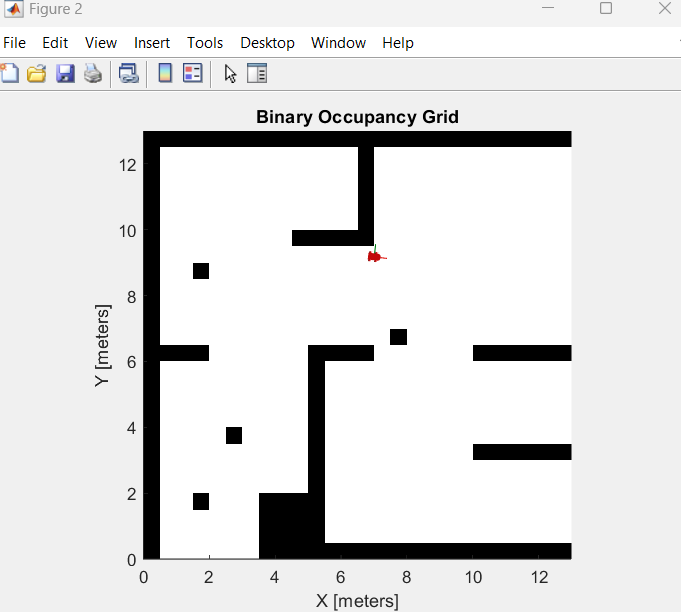 Figure 2
File Edit View Insert Tools Desktop Window Help
Binary Occupancy Grid
12
10
8
6
4
2
0
Y [meters]
0 2 4 6 8 10 12
X [meters]